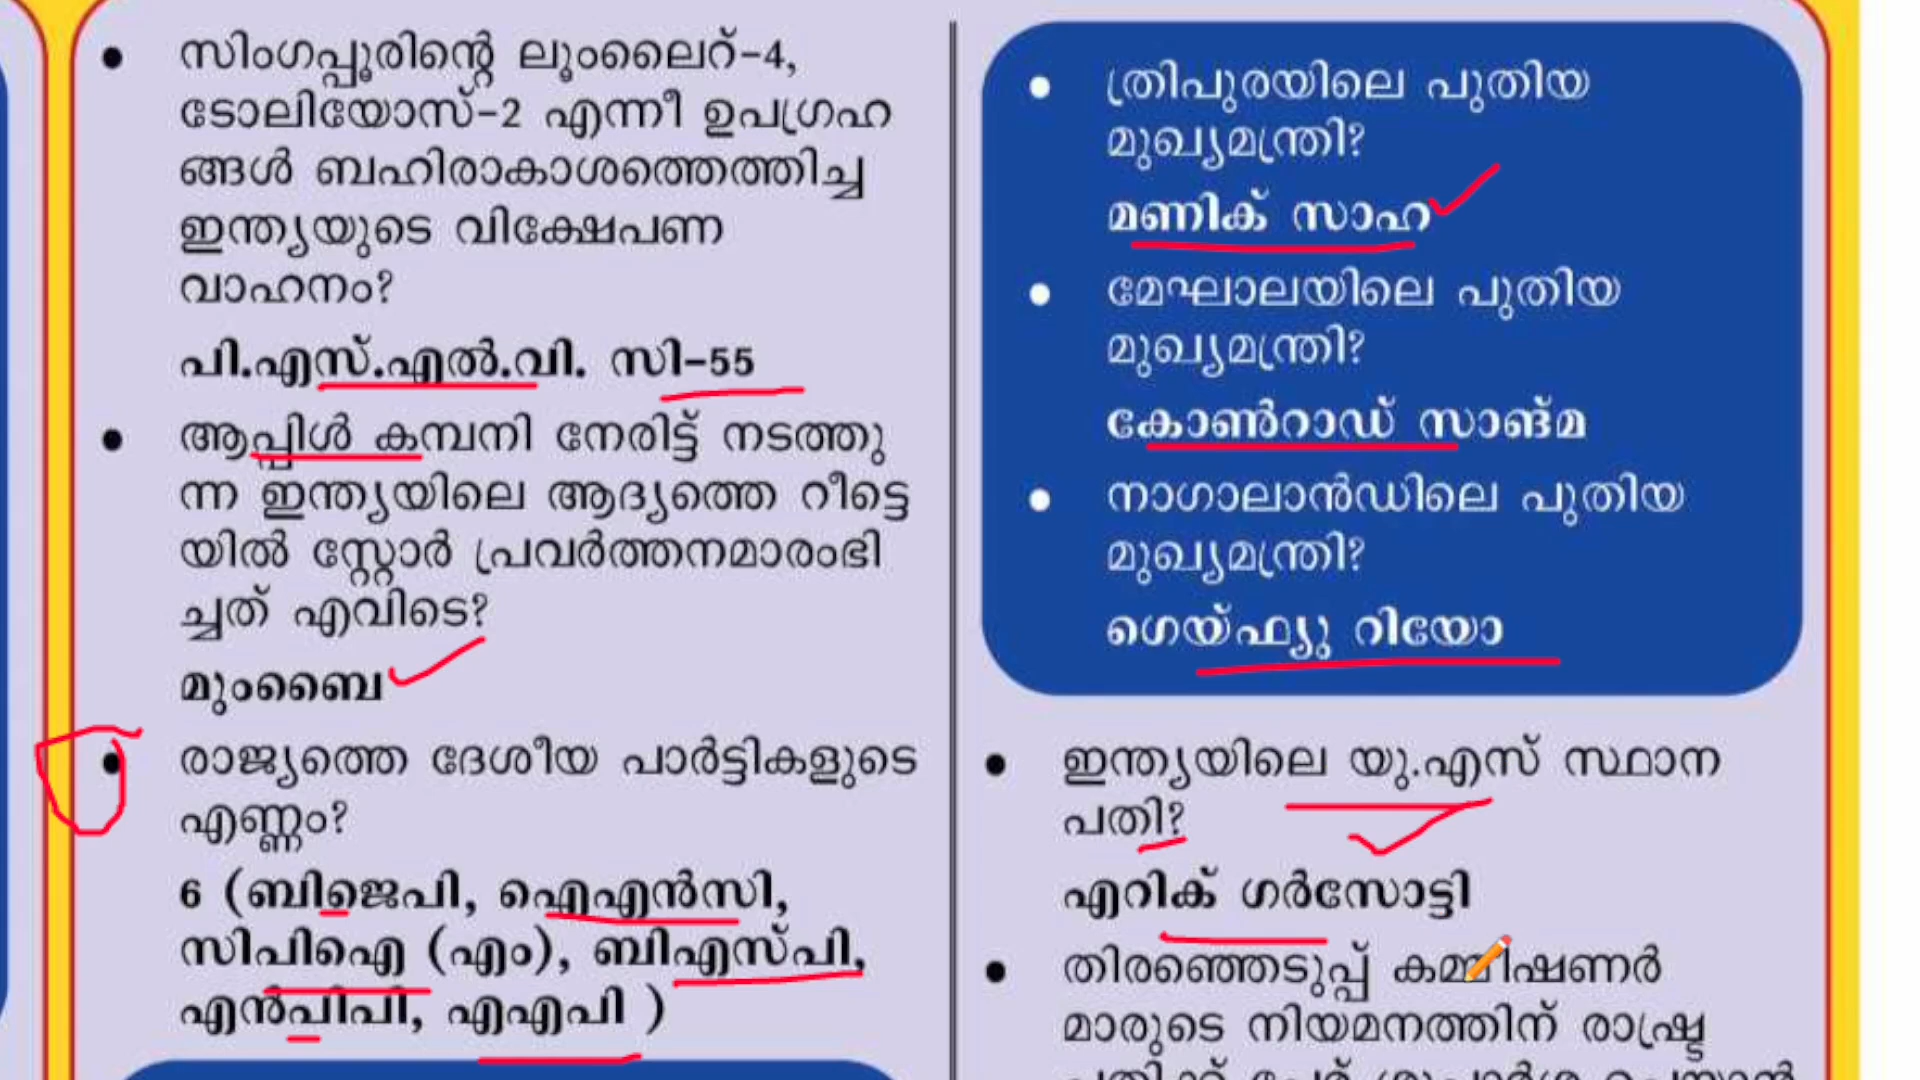 സിംഗപ്പൂരിന്റെ ലൂംലൈറ്-4,
ടോലിയോസ്-2 എന്നീ ഉപഗ്രഹ
ങ്ങൾ ബഹിരാകാശത്തെത്തിച്ച
ഇന്ത്യയുടെ വിക്ഷേപണ
വാഹനം?
പി.എസ്.എൽ.വി. സി-55
ആപ്പിൾ കമ്പനി നേരിട്ട് നടത്തു
ന്ന ഇന്ത്യയിലെ ആദ്യത്തെ റീട്ടെ
യിൽ സ്റ്റോർ പ്രവർത്തനമാരംഭി
ച്ചത് എവിടെ?
മുംബൈ
രാജ്യത്തെ ദേശീയ പാർട്ടികളുടെ
എണ്ണം?
6 (ബിജെപി, ഐഎൻസി,
സിപിഐ (എം), ബിഎസ്പി,
എൻപിപി, എഎപി )
ത്രിപുരയിലെ പുതിയ
മുഖ്യമന്ത്രി?
മണിക് സാഹ
മേഘാലയിലെ പുതിയ
മുഖ്യമന്ത്രി?
കോൺറാഡ് സാങ്മ
നാഗാലാൻഡിലെ പുതിയ
മുഖ്യമന്ത്രി?
ഗെയ്ഫ്യു റിയോ
ഇന്ത്യയിലെ യു.എസ് സ്ഥാന
പതി?
എറിക് ഗർസോട്ടി
തിരഞ്ഞെടുപ്പ് കമ്മീഷണർ
മാരുടെ നിയമനത്തിന് രാഷ്ട്ര